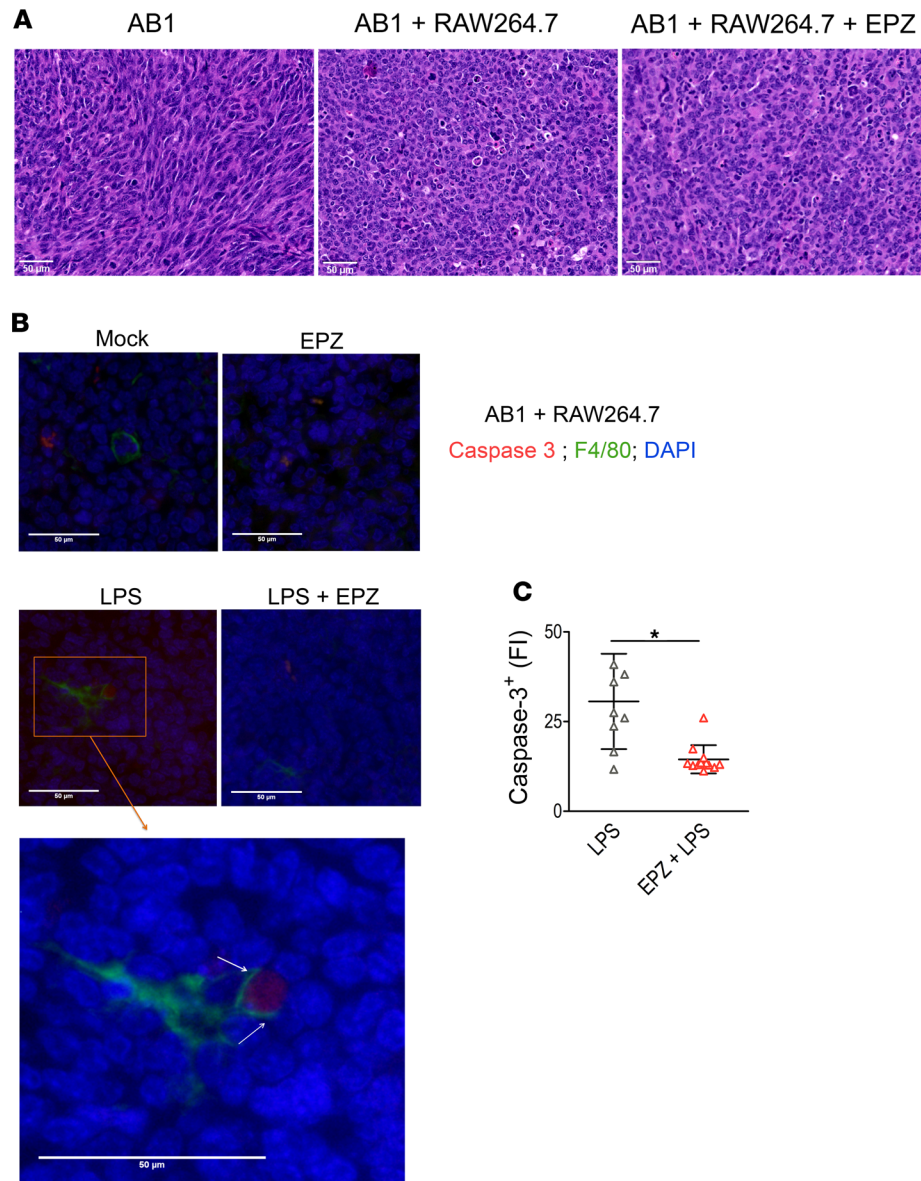 A
AB1
AB1 + RAW264.7
AB1 + RAW264.7 + EPZ
50 µm
50 µm
50 µm
B
Mock
EPZ
50 µm
50 µm
AB1 + RAW264.7
Caspase 3 ; F4/80; DAPI
LPS
LPS + EPZ
50 µm
50 µm
50 µm
C
*
Caspase-3+ (FI)
50
25
0
LPS
EPZ + LPS